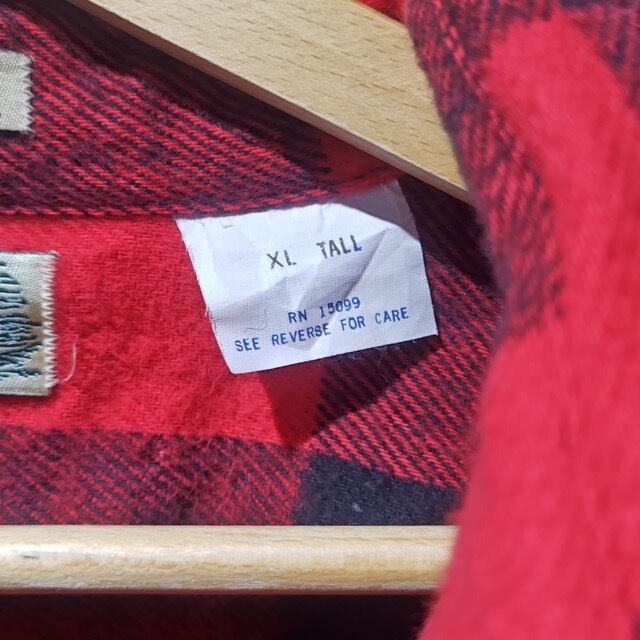 XL TALL
RN 15099
SEE REVERSE FOR CARE